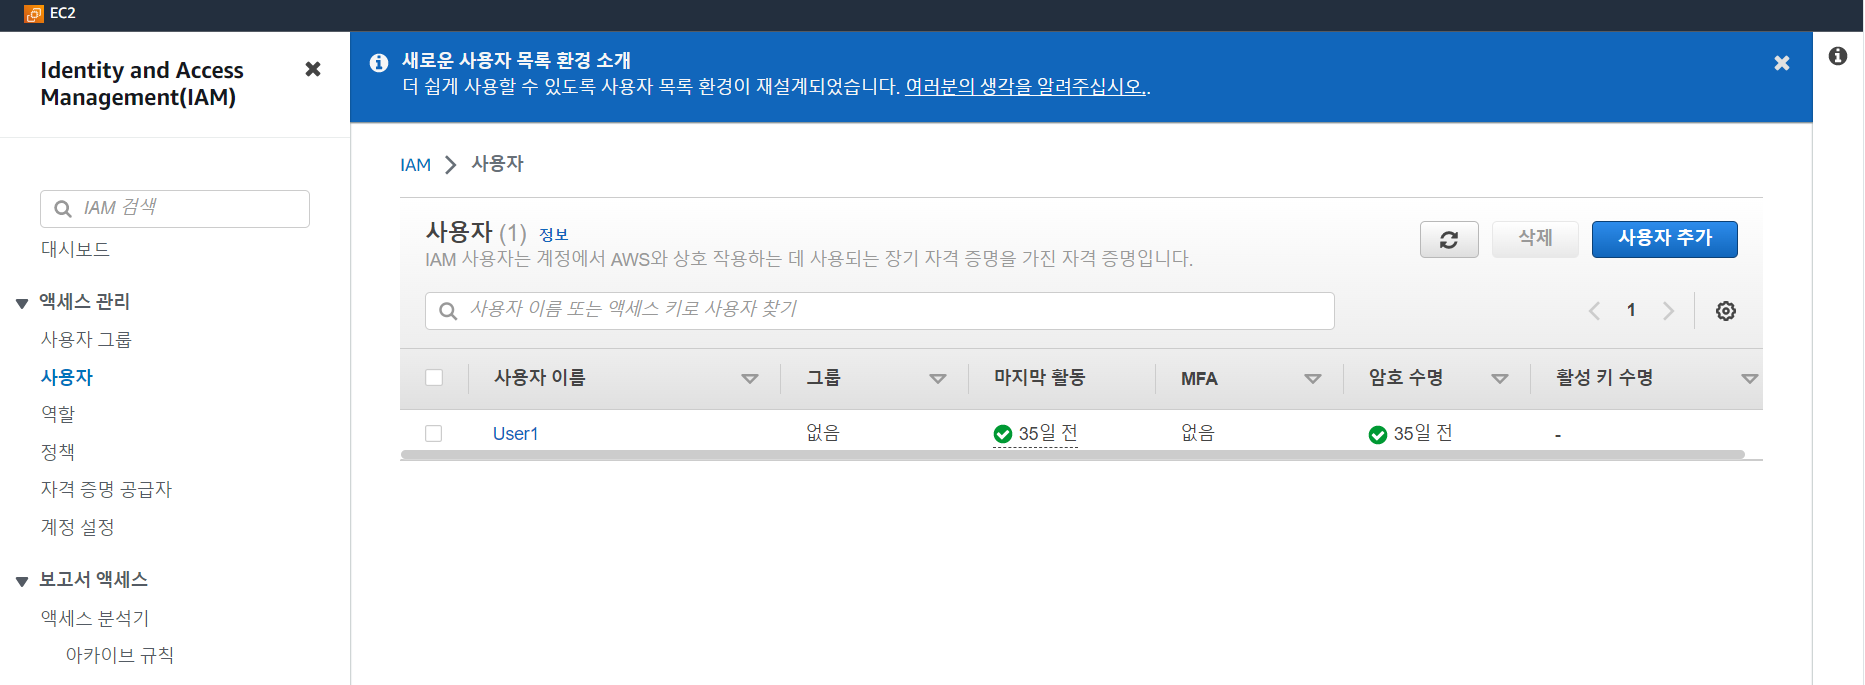 EC2
Identity and Access
Management(IAM)
IAM 검색
대시보드
액세스 관리
사용자 그룹
사용자
역할
정책
자격 증명 공급자
계정 설정
보고서 액세스
액세스 분석기
아카이브 규칙
새로운 사용자 목록 환경 소개
더 쉽게 사용할 수 있도록 사용자 목록 환경이 재설계되었습니다. 여러분의 생각을 알려주십시오..
IAM 사용자
사용자 (1) 정보
IAM 사용자는 계정에서 AWS와 상호 작용하는 데 사용되는 장기 자격 증명을 가진 자격 증명입니다.
삭제 사용자 추가
사용자 이름 또는 액세스 키로 사용자 찾기
1
사용자 이름 그룹 마지막 활동 MFA 암호 수명 활성 키 수명
User1 없음 35일 전 없음 35일 전 -